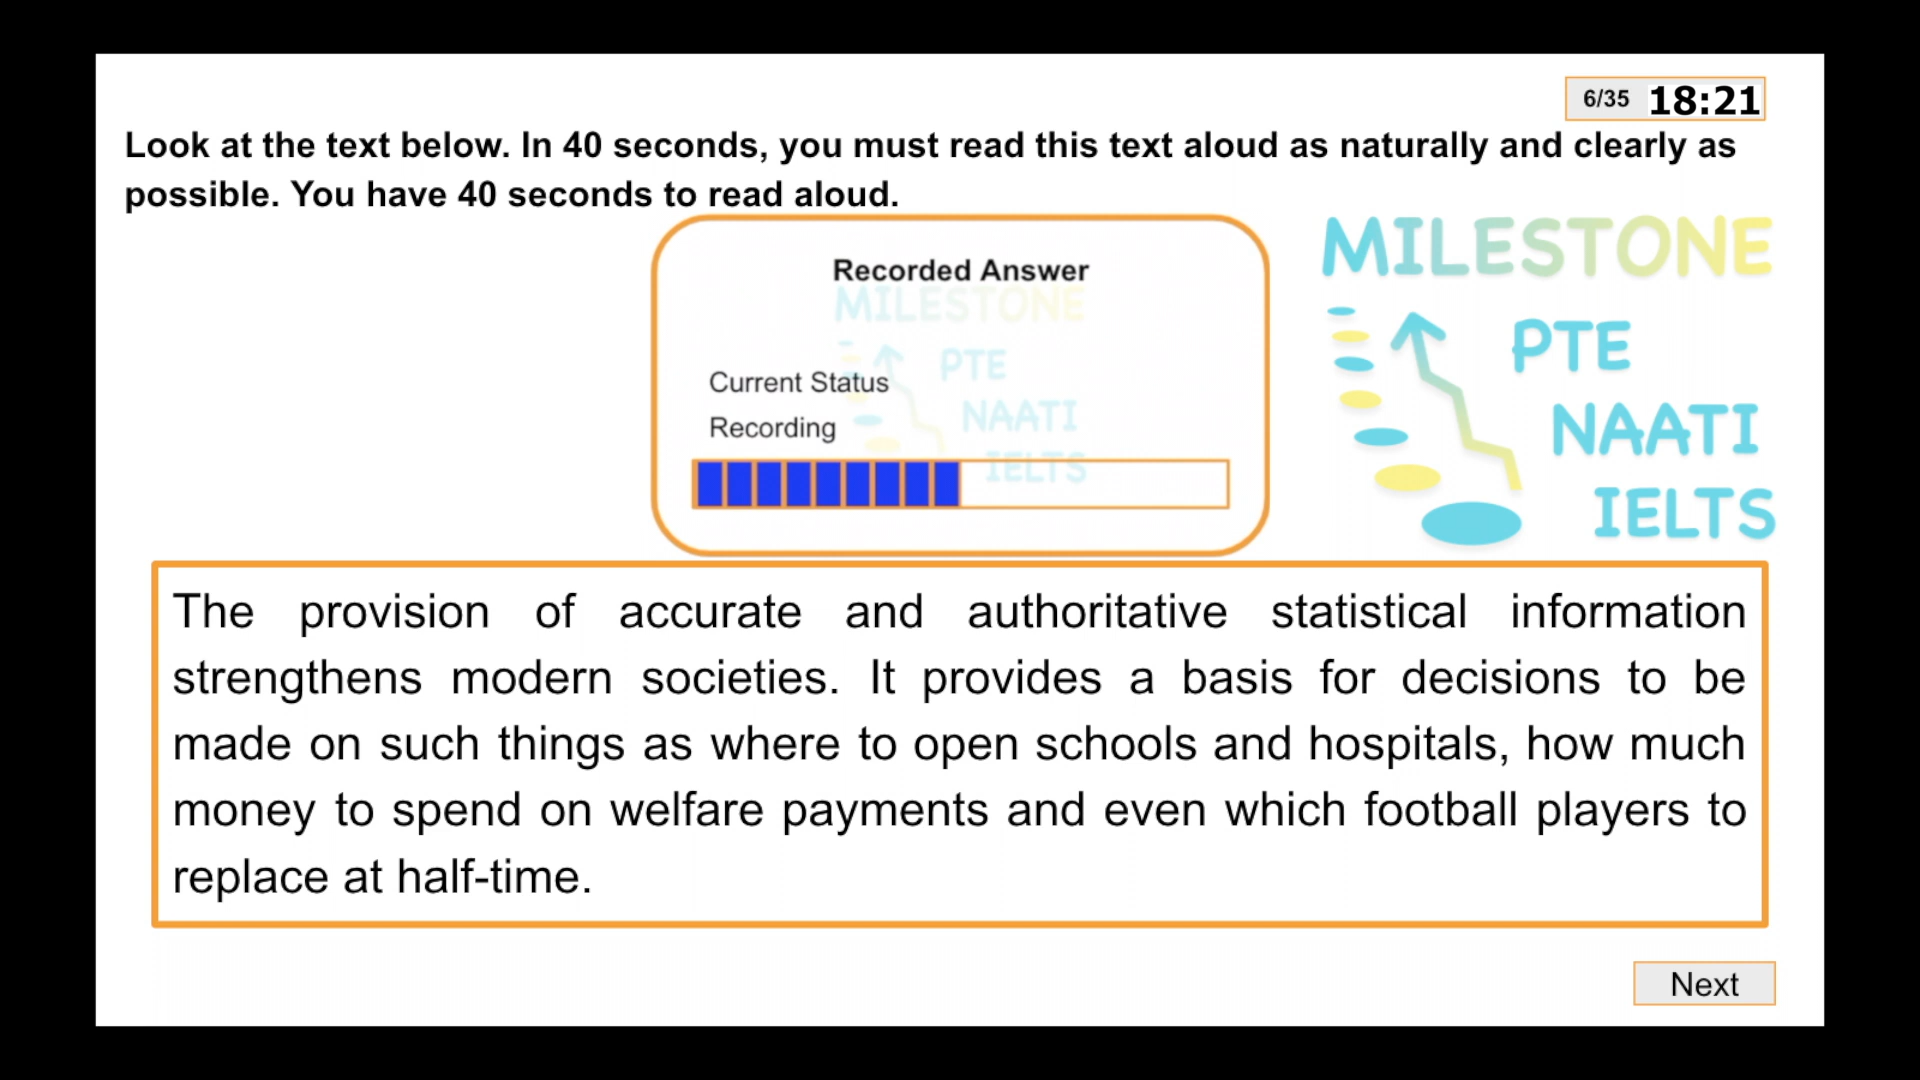 6/35 18:21
Look at the text below. In 40 seconds, you must read this text aloud as naturally and clearly as
possible. You have 40 seconds to read aloud.
Recorded Answer
MILESTONE
PTE
NAATI
IELTS
Current Status
Recording
MILESTONE
PTE
NAATI
IELTS
The provision of accurate and authoritative statistical information
strengthens modern societies. It provides a basis for decisions to be
made on such things as where to open schools and hospitals, how much
money to spend on welfare payments and even which football players to
replace at half-time.
Next